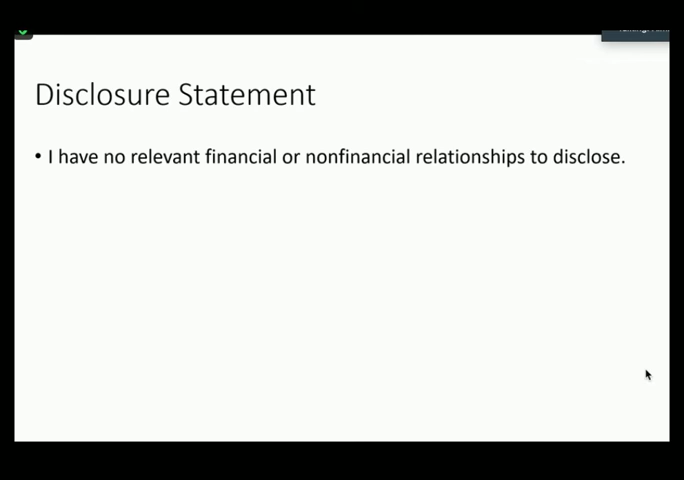 Disclosure Statement
• I have no relevant financial or nonfinancial relationships to disclose.